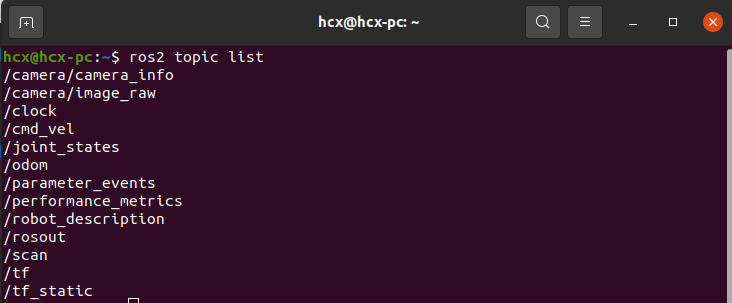 hcx@hcx-pc: ~
hcx@hcx-pc:~$ ros2 topic list
/camera/camera_info
/camera/image_raw
/clock
/cmd_vel
/joint_states
/odom
/parameter_events
/performance_metrics
/robot_description
/rosout
/scan
/tf
/tf_static